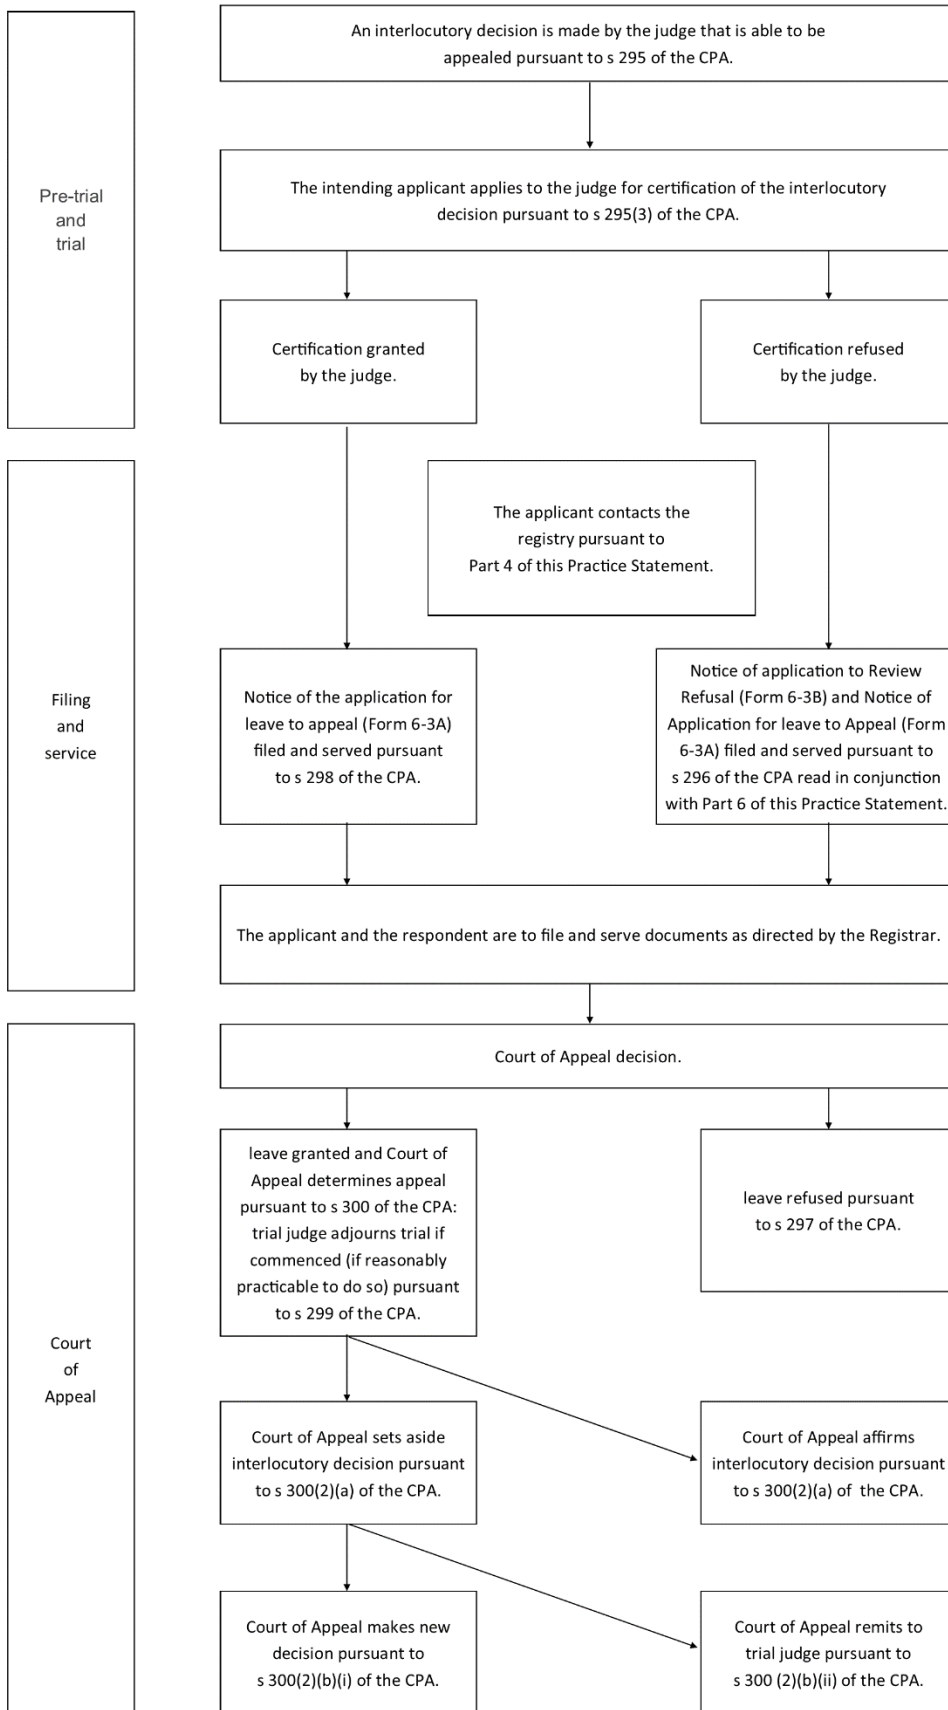 An interlocutory decision is made by the judge that is able to be
appealed pursuant to s 295 of the CPA.
Pre-trial
and
trial
The intending applicant applies to the judge for certification of the interlocutory
decision pursuant to s 295(3) of the CPA.
Certification granted
by the judge.
Certification refused
by the judge.
The applicant contacts the
registry pursuant to
Part 4 of this Practice Statement.
Filing
and
service
Notice of the application for
leave to appeal (Form 6-3A)
filed and served pursuant
to s 298 of the CPA.
Notice of application to Review
Refusal (Form 6-3B) and Notice of
Application for leave to Appeal (Form
6-3A) filed and served pursuant to
s 296 of the CPA read in conjunction
with Part 6 of this Practice Statement.
The applicant and the respondent are to file and serve documents as directed by the Registrar.
Court of Appeal decision.
Court
of
Appeal
leave granted and Court of
Appeal determines appeal
pursuant to s 300 of the CPA:
trial judge adjourns trial if
commenced (if reasonably
practicable to do so) pursuant
to s 299 of the CPA.
leave refused pursuant
to s 297 of the CPA.
Court of Appeal sets aside
interlocutory decision pursuant
to s 300(2)(a) of the CPA.
Court of Appeal affirms
interlocutory decision pursuant
to s 300(2)(a) of the CPA.
Court of Appeal makes new
decision pursuant to
s 300(2)(b)(i) of the CPA.
Court of Appeal remits to
trial judge pursuant to
s 300 (2)(b)(ii) of the CPA.